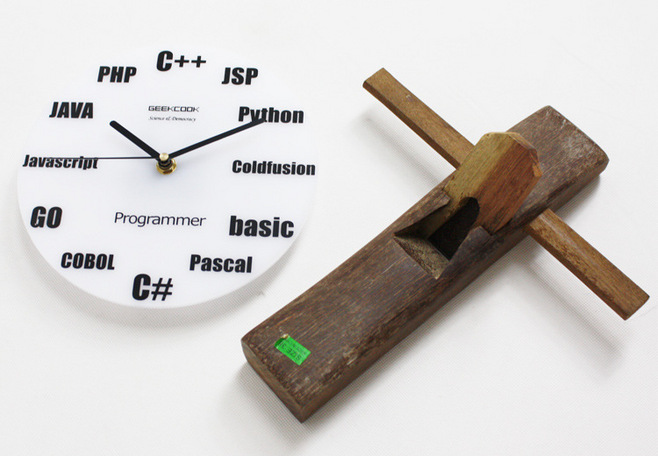 C++
PHP
JSP
JAVA
GEEKCOOK
Science & Democracy
Python
Javascript
Coldfusion
GO
Programmer
basic
COBOL
Pascal
C#